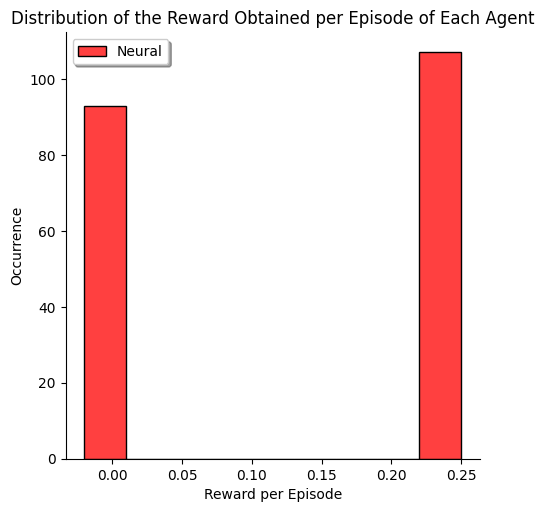 Distribution of the Reward Obtained per Episode of Each Agent
Neural
100
80
60
40
20
0
Occurrence
0.00 0.05 0.10 0.15 0.20 0.25
Reward per Episode